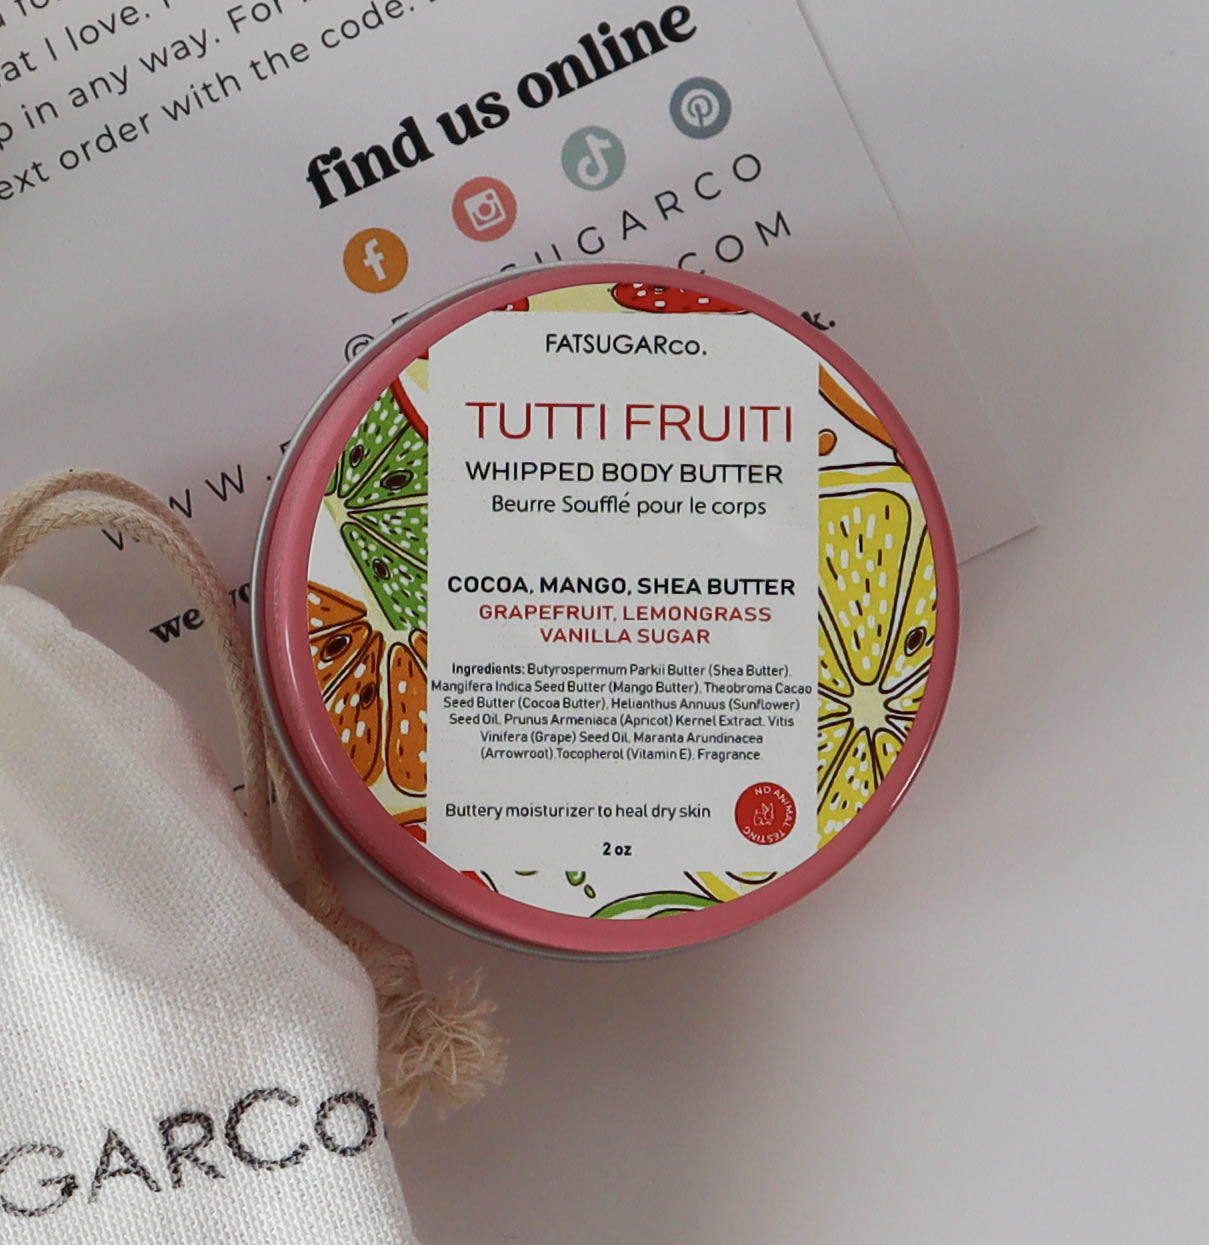 at I love.
in any way. For
ext order with the code.
find us online
SUGARCO
.COM
WWW.
we
FATSUGARco.
TUTTI FRUITI
WHIPPED BODY BUTTER
Beurre Soufflé pour le corps
COCOA, MANGO, SHEA BUTTER
GRAPEFRUIT, LEMONGRASS
VANILLA SUGAR
Ingredients: Butyrospermum Parkii Butter (Shea Butter),
Mangifera Indica Seed Butter (Mango Butter), Theobroma Cacao
Seed Butter (Cocoa Butter), Helianthus Annuus (Sunflower)
Seed Oil, Prunus Armeniaca (Apricot) Kernel Extract, Vitis
Vinifera (Grape) Seed Oil, Maranta Arundinacea
(Arrowroot), Tocopherol (Vitamin E), Fragrance
Buttery moisturizer to heal dry skin
NO ANIMAL TESTING
2 oz
GARCo.